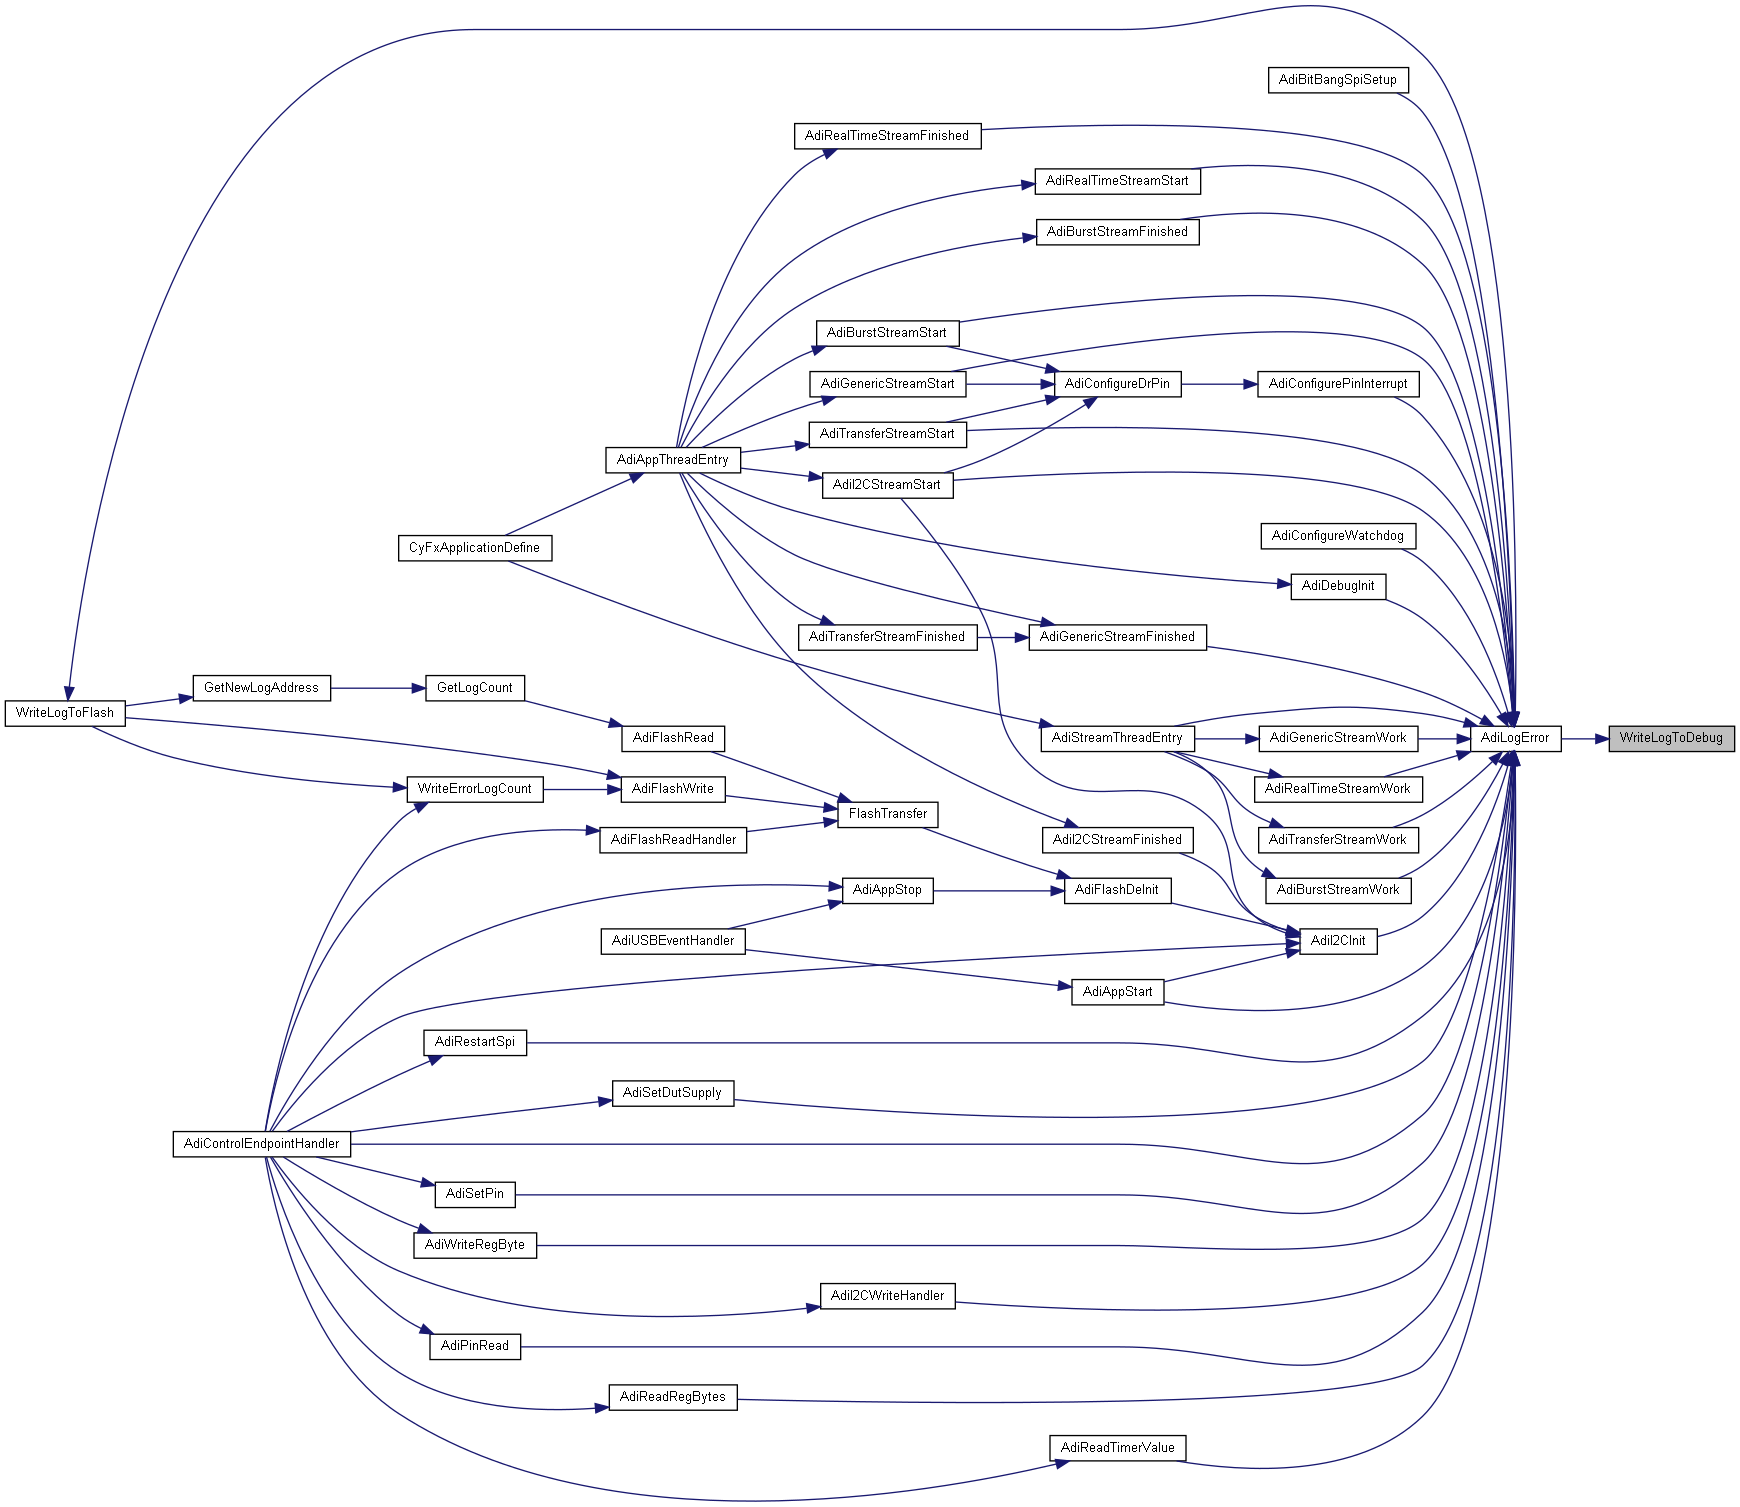 AdiBitBangSpiSetup
AdiRealTimeStreamFinished
AdiRealTimeStreamStart
AdiBurstStreamFinished
AdiBurstStreamStart
AdiGenericStreamStart
AdiConfigureDrPin
AdiConfigurePinInterrupt
AdiTransferStreamStart
AdiAppThreadEntry
AdiI2CStreamStart
AdiConfigureWatchdog
CyFxApplicationDefine
AdiDebugInit
AdiTransferStreamFinished
AdiGenericStreamFinished
GetNewLogAddress
GetLogCount
WriteLogToFlash
AdiFlashRead
AdiStreamThreadEntry
AdiGenericStreamWork
AdiLogError
WriteLogToDebug
WriteErrorLogCount
AdiFlashWrite
AdiRealTimeStreamWork
FlashTransfer
AdiFlashReadHandler
AdiI2CStreamFinished
AdiTransferStreamWork
AdiAppStop
AdiFlashDeInit
AdiBurstStreamWork
AdiUSBEventHandler
AdiI2CInit
AdiAppStart
AdiRestartSpi
AdiSetDutSupply
AdiControlEndpointHandler
AdiSetPin
AdiWriteRegByte
AdiI2CWriteHandler
AdiPinRead
AdiReadRegBytes
AdiReadTimerValue